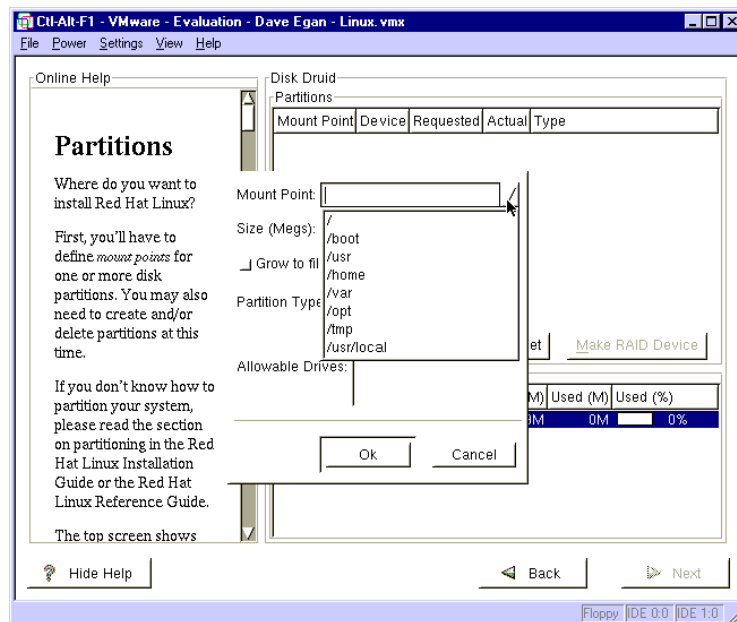 Ctl-Alt-F1 - VMware - Evaluation - Dave Egan - Linux.vmx
File Power Settings View Help
Online Help
Partitions
Where do you want to
install Red Hat Linux?
First, you'll have to
define mount points for
one or more disk
partitions. You may also
need to create and/or
delete partitions at this
time.
If you don't know how to
partition your system,
please read the section
on partitioning in the Red
Hat Linux Installation
Guide or the Red Hat
Linux Reference Guide.
The top screen shows
Disk Druid
Partitions
Mount Point Device Requested Actual Type
Mount Point:
/
/boot
/usr
/home
/var
/opt
/tmp
/usr/local
Size (Megs):
Grow to fil
Partition Type
Allowable Drives:
Ok Cancel
et Make RAID Device
M) Used (M) Used (%)
M 0M 0%
Hide Help Back Next
Floppy IDE 0:0 IDE 1:0